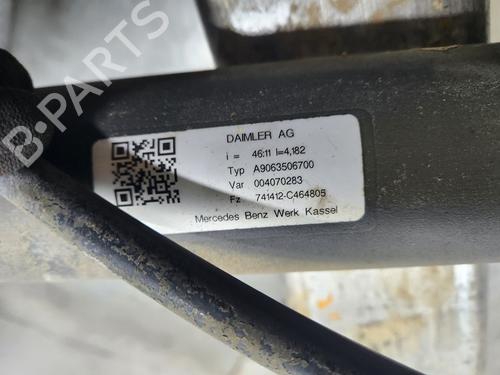 B-PARTS
DAIMLER AG
i = 46:11 I=4,182
Typ A9063506700
Var 004070283
Fz 741412-C464805
Mercedes Benz Werk Kassel